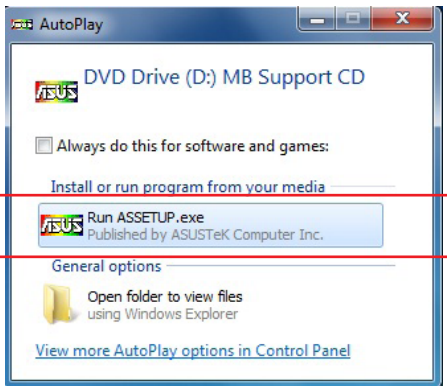 AutoPlay
DVD Drive (D:) MB Support CD
ASUS
Always do this for software and games:
Install or run program from your media
ASUS
Run ASSETUP.exe
Published by ASUSTeK Computer Inc.
General options
Open folder to view files
using Windows Explorer
View more AutoPlay options in Control Panel